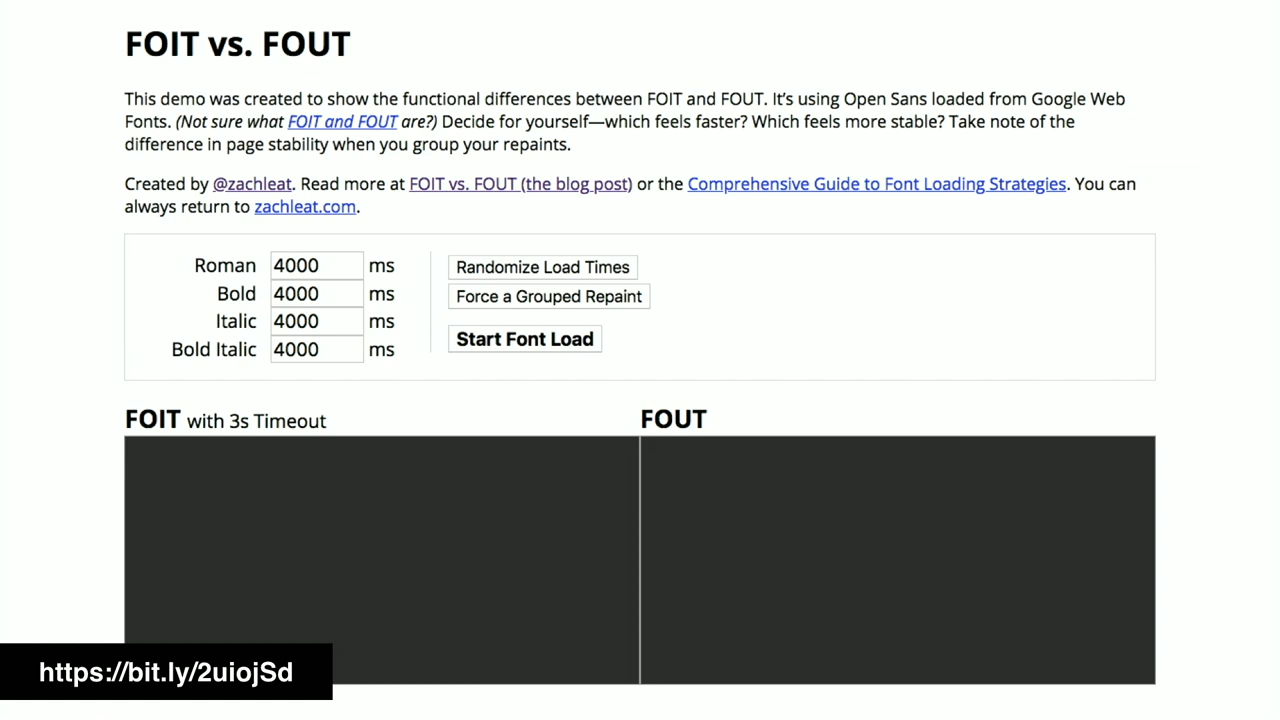 FOIT vs. FOUT
This demo was created to show the functional differences between FOIT and FOUT. It's using Open Sans loaded from Google Web
Fonts. (Not sure what FOIT and FOUT are?) Decide for yourself—which feels faster? Which feels more stable? Take note of the
difference in page stability when you group your repaints.
Created by @zachleat. Read more at FOIT vs. FOUT (the blog post) or the Comprehensive Guide to Font Loading Strategies. You can
always return to zachleat.com.
Roman 4000 ms
Bold 4000 ms
Italic 4000 ms
Bold Italic 4000 ms
Randomize Load Times
Force a Grouped Repaint
Start Font Load
FOIT with 3s Timeout
FOUT
https://bit.ly/2uiojSd